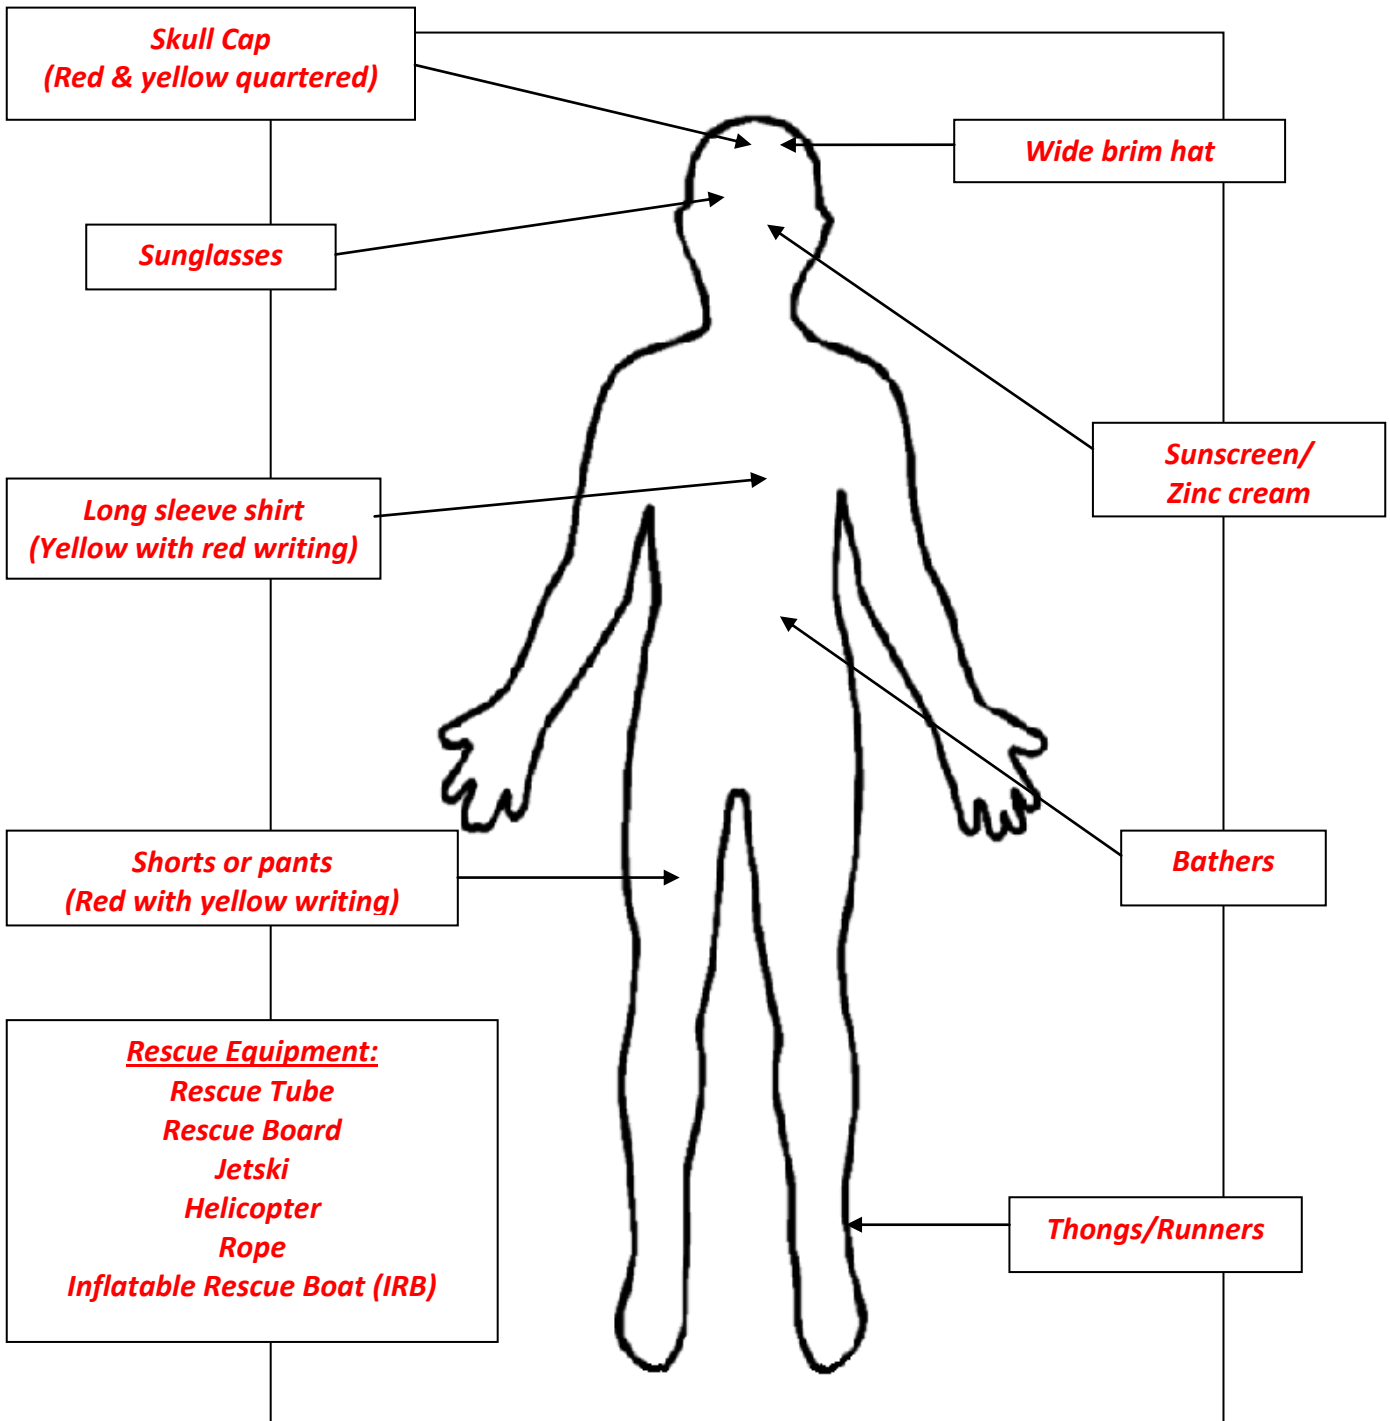 Skull Cap
(Red & yellow quartered)
Wide brim hat
Sunglasses
Sunscreen/
Zinc cream
Long sleeve shirt
(Yellow with red writing)
Shorts or pants
(Red with yellow writing)
Bathers
Rescue Equipment:
Rescue Tube
Rescue Board
Jetski
Helicopter
Rope
Inflatable Rescue Boat (IRB)
Thongs/Runners